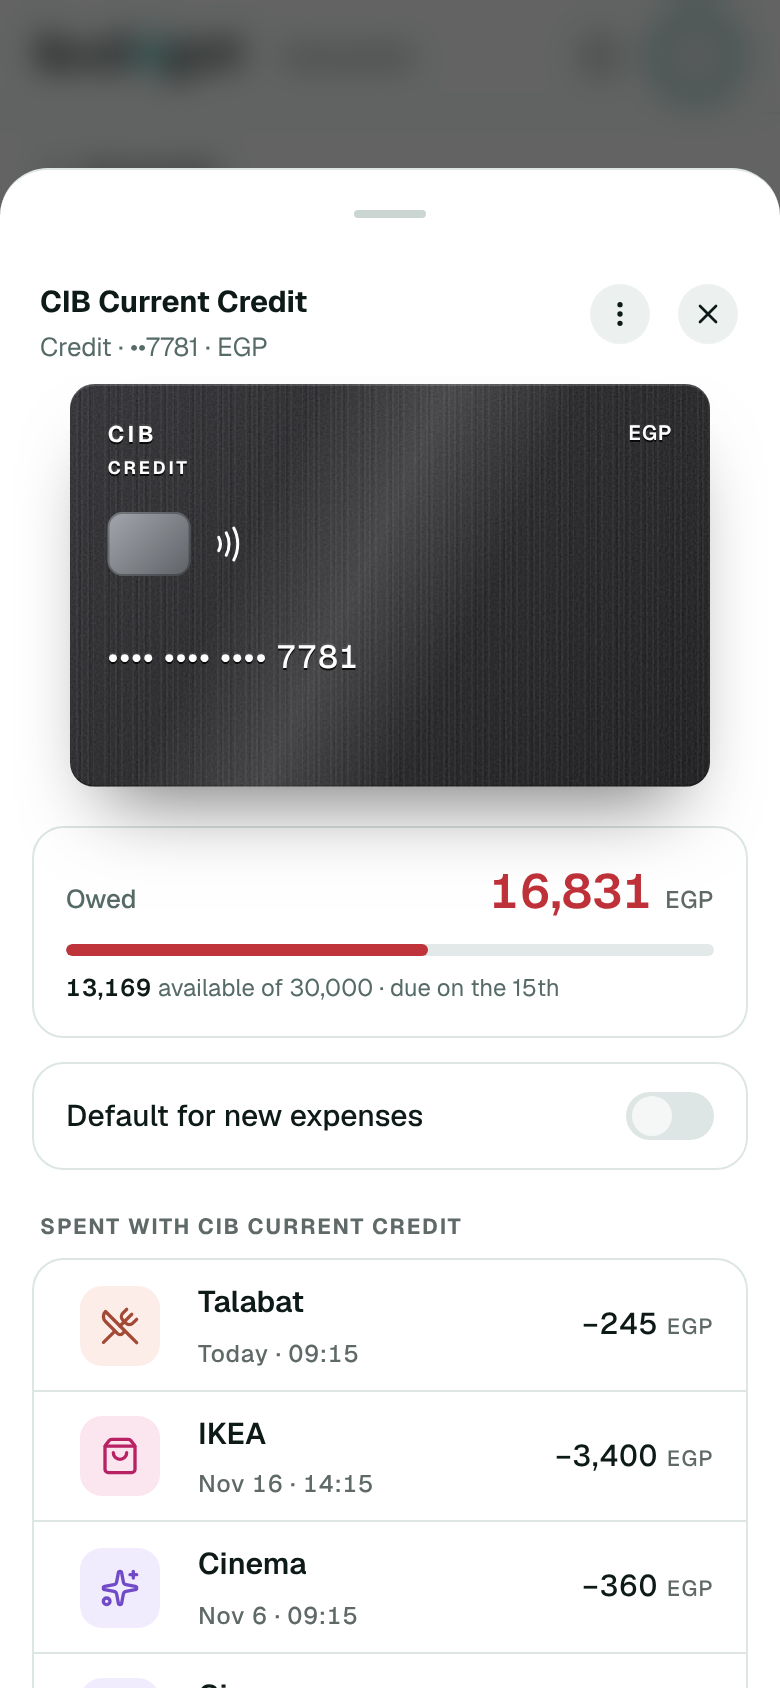 CIB Current Credit
Credit · ••7781 · EGP
CIB
EGP
CREDIT
•••• •••• •••• 7781
Owed
16,831 EGP
13,169 available of 30,000 · due on the 15th
Default for new expenses
SPENT WITH CIB CURRENT CREDIT
Talabat
−245 EGP
Today · 09:15
IKEA
−3,400 EGP
Nov 16 · 14:15
Cinema
−360 EGP
Nov 6 · 09:15